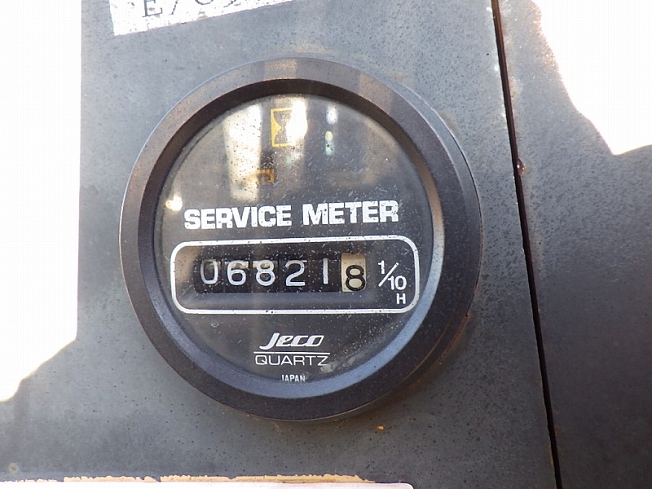 SERVICE METER
068218 1/10
H
Jeco
QUARTZ
JAPAN